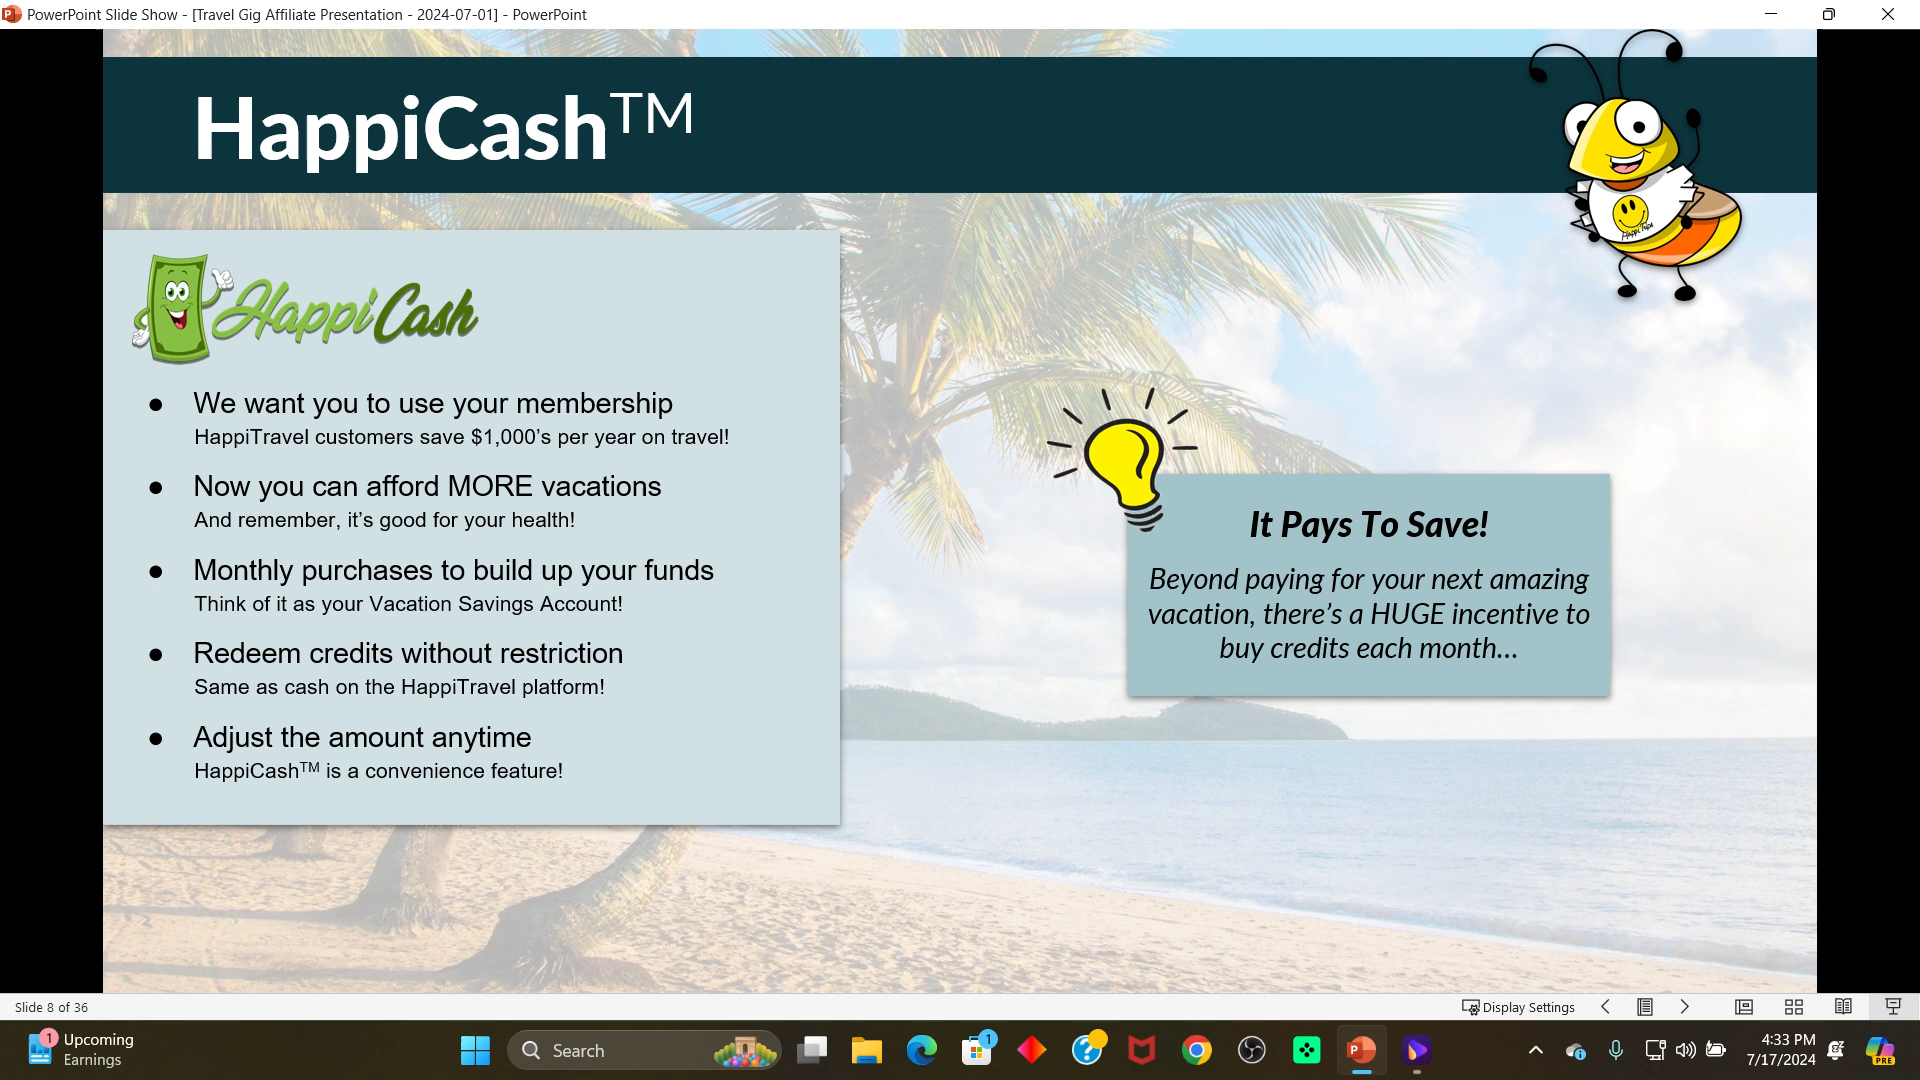 PowerPoint Slide Show - [Travel Gig Affiliate Presentation - 2024-07-01] - PowerPoint
HappiCash™
Happi Trips
HappiCash
● We want you to use your membership
HappiTravel customers save $1,000’s per year on travel!
● Now you can afford MORE vacations
And remember, it’s good for your health!
● Monthly purchases to build up your funds
Think of it as your Vacation Savings Account!
● Redeem credits without restriction
Same as cash on the HappiTravel platform!
● Adjust the amount anytime
HappiCash™ is a convenience feature!
It Pays To Save!
Beyond paying for your next amazing
vacation, there’s a HUGE incentive to
buy credits each month...
Slide 8 of 36
Display Settings
1
Upcoming
Earnings
Search
1
4:33 PM
7/17/2024
PRE